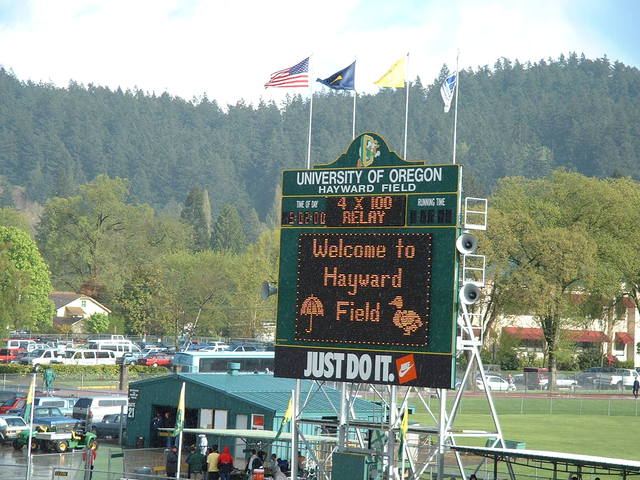 UNIVERSITY OF OREGON
HAYWARD FIELD
TIME OF DAY
4 X 100
RUNNING TIME
5:02:00
RELAY
Welcome to
Hayward
Field
JUST DO IT.